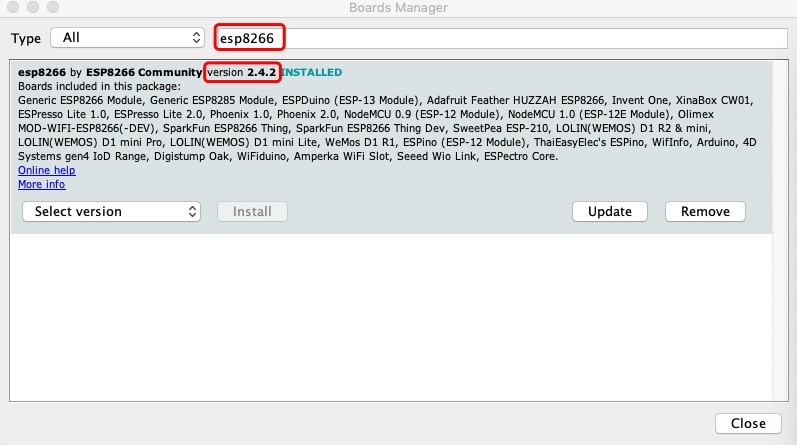 Boards Manager
Type All esp8266
esp8266 by ESP8266 Community version 2.4.2 INSTALLED
Boards included in this package:
Generic ESP8266 Module, Generic ESP8285 Module, ESPDuino (ESP-13 Module), Adafruit Feather HUZZAH ESP8266, Invent One, XinaBox CW01,
ESPresso Lite 1.0, ESPresso Lite 2.0, Phoenix 1.0, Phoenix 2.0, NodeMCU 0.9 (ESP-12 Module), NodeMCU 1.0 (ESP-12E Module), Olimex
MOD-WIFI-ESP8266(-DEV), SparkFun ESP8266 Thing, SparkFun ESP8266 Thing Dev, SweetPea ESP-210, LOLIN(WEMOS) D1 R2 & mini,
LOLIN(WEMOS) D1 mini Pro, LOLIN(WEMOS) D1 mini Lite, WeMos D1 R1, ESPino (ESP-12 Module), ThaiEasyElec's ESPino, WifInfo, Arduino, 4D
Systems gen4 IoD Range, Digistump Oak, WiFiduino, Amperka WiFi Slot, Seeed Wio Link, ESPectro Core.
Online help
More info
Select version Install Update Remove
Close